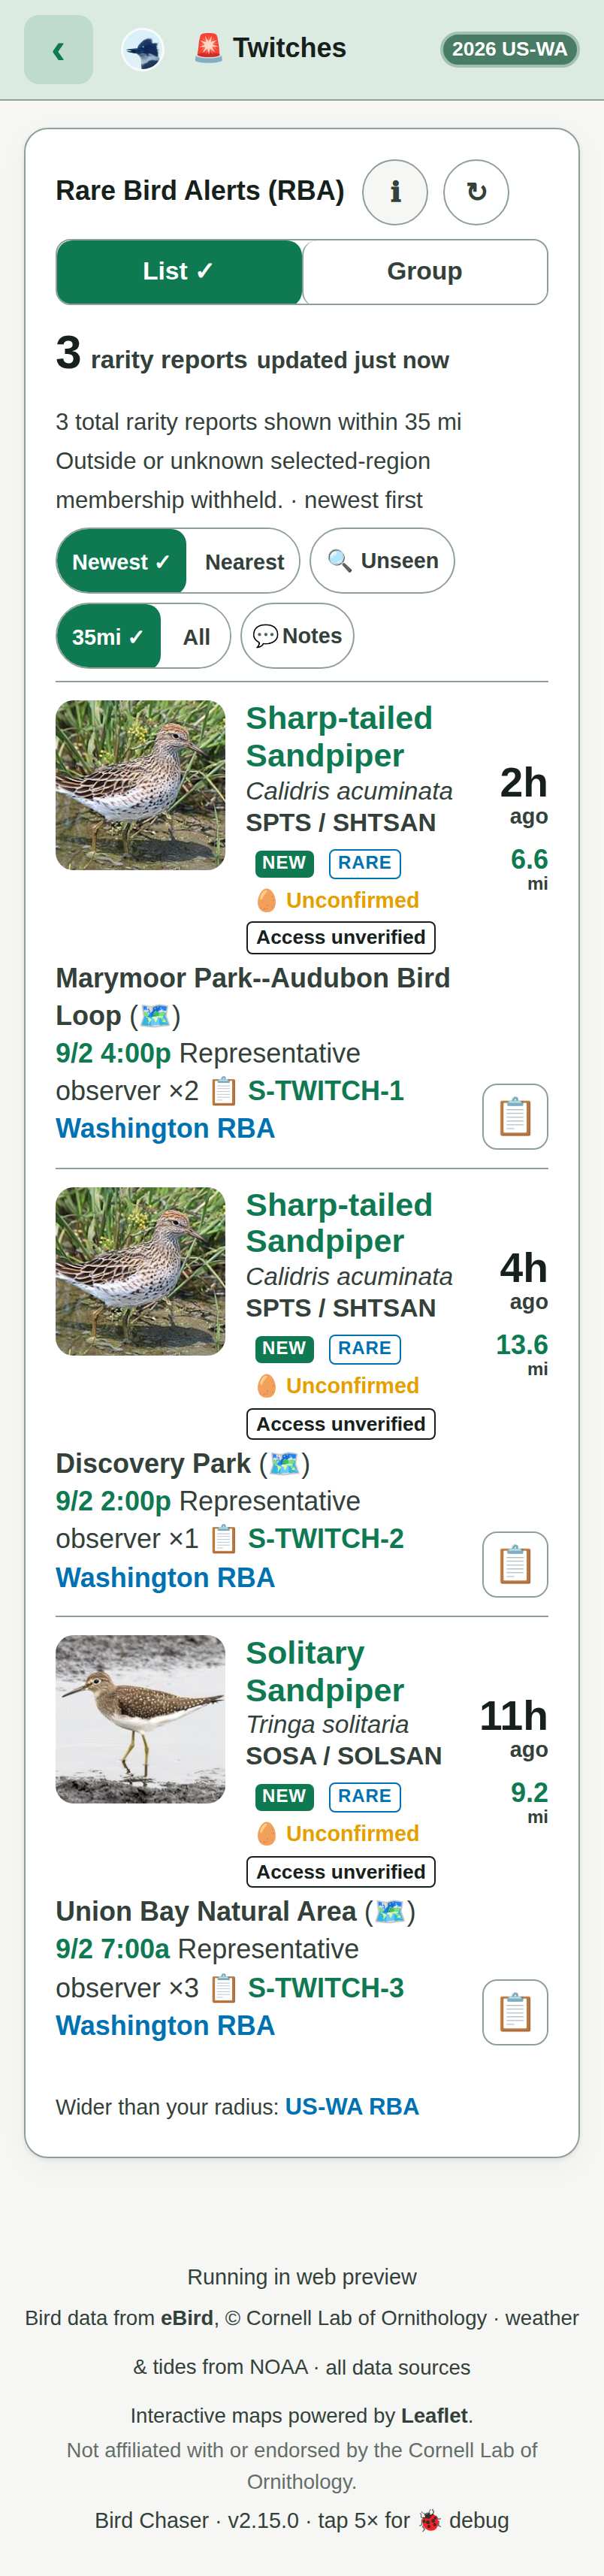 ‹ 🚨 Twitches 2026 US-WA
Rare Bird Alerts (RBA) ℹ ↻
List ✓ Group
3 rarity reports updated just now
3 total rarity reports shown within 35 mi
Outside or unknown selected-region
membership withheld. · newest first
Newest ✓ Nearest 🔍 Unseen
35mi ✓ All 💬 Notes
Sharp-tailed
Sandpiper
Calidris acuminata
SPTS / SHTSAN
2h
ago
NEW RARE
6.6
mi
🥚 Unconfirmed
Access unverified
Marymoor Park--Audubon Bird
Loop (🗺️)
9/2 4:00p Representative
observer ×2 📋 S-TWITCH-1
Washington RBA
📋
Sharp-tailed
Sandpiper
Calidris acuminata
SPTS / SHTSAN
4h
ago
NEW RARE
13.6
mi
🥚 Unconfirmed
Access unverified
Discovery Park (🗺️)
9/2 2:00p Representative
observer ×1 📋 S-TWITCH-2
Washington RBA
📋
Solitary
Sandpiper
Tringa solitaria
SOSA / SOLSAN
11h
ago
NEW RARE
9.2
mi
🥚 Unconfirmed
Access unverified
Union Bay Natural Area (🗺️)
9/2 7:00a Representative
observer ×3 📋 S-TWITCH-3
Washington RBA
📋
Wider than your radius: US-WA RBA
Running in web preview
Bird data from eBird, © Cornell Lab of Ornithology · weather
& tides from NOAA · all data sources
Interactive maps powered by Leaflet.
Not affiliated with or endorsed by the Cornell Lab of
Ornithology.
Bird Chaser · v2.15.0 · tap 5× for 🐞 debug